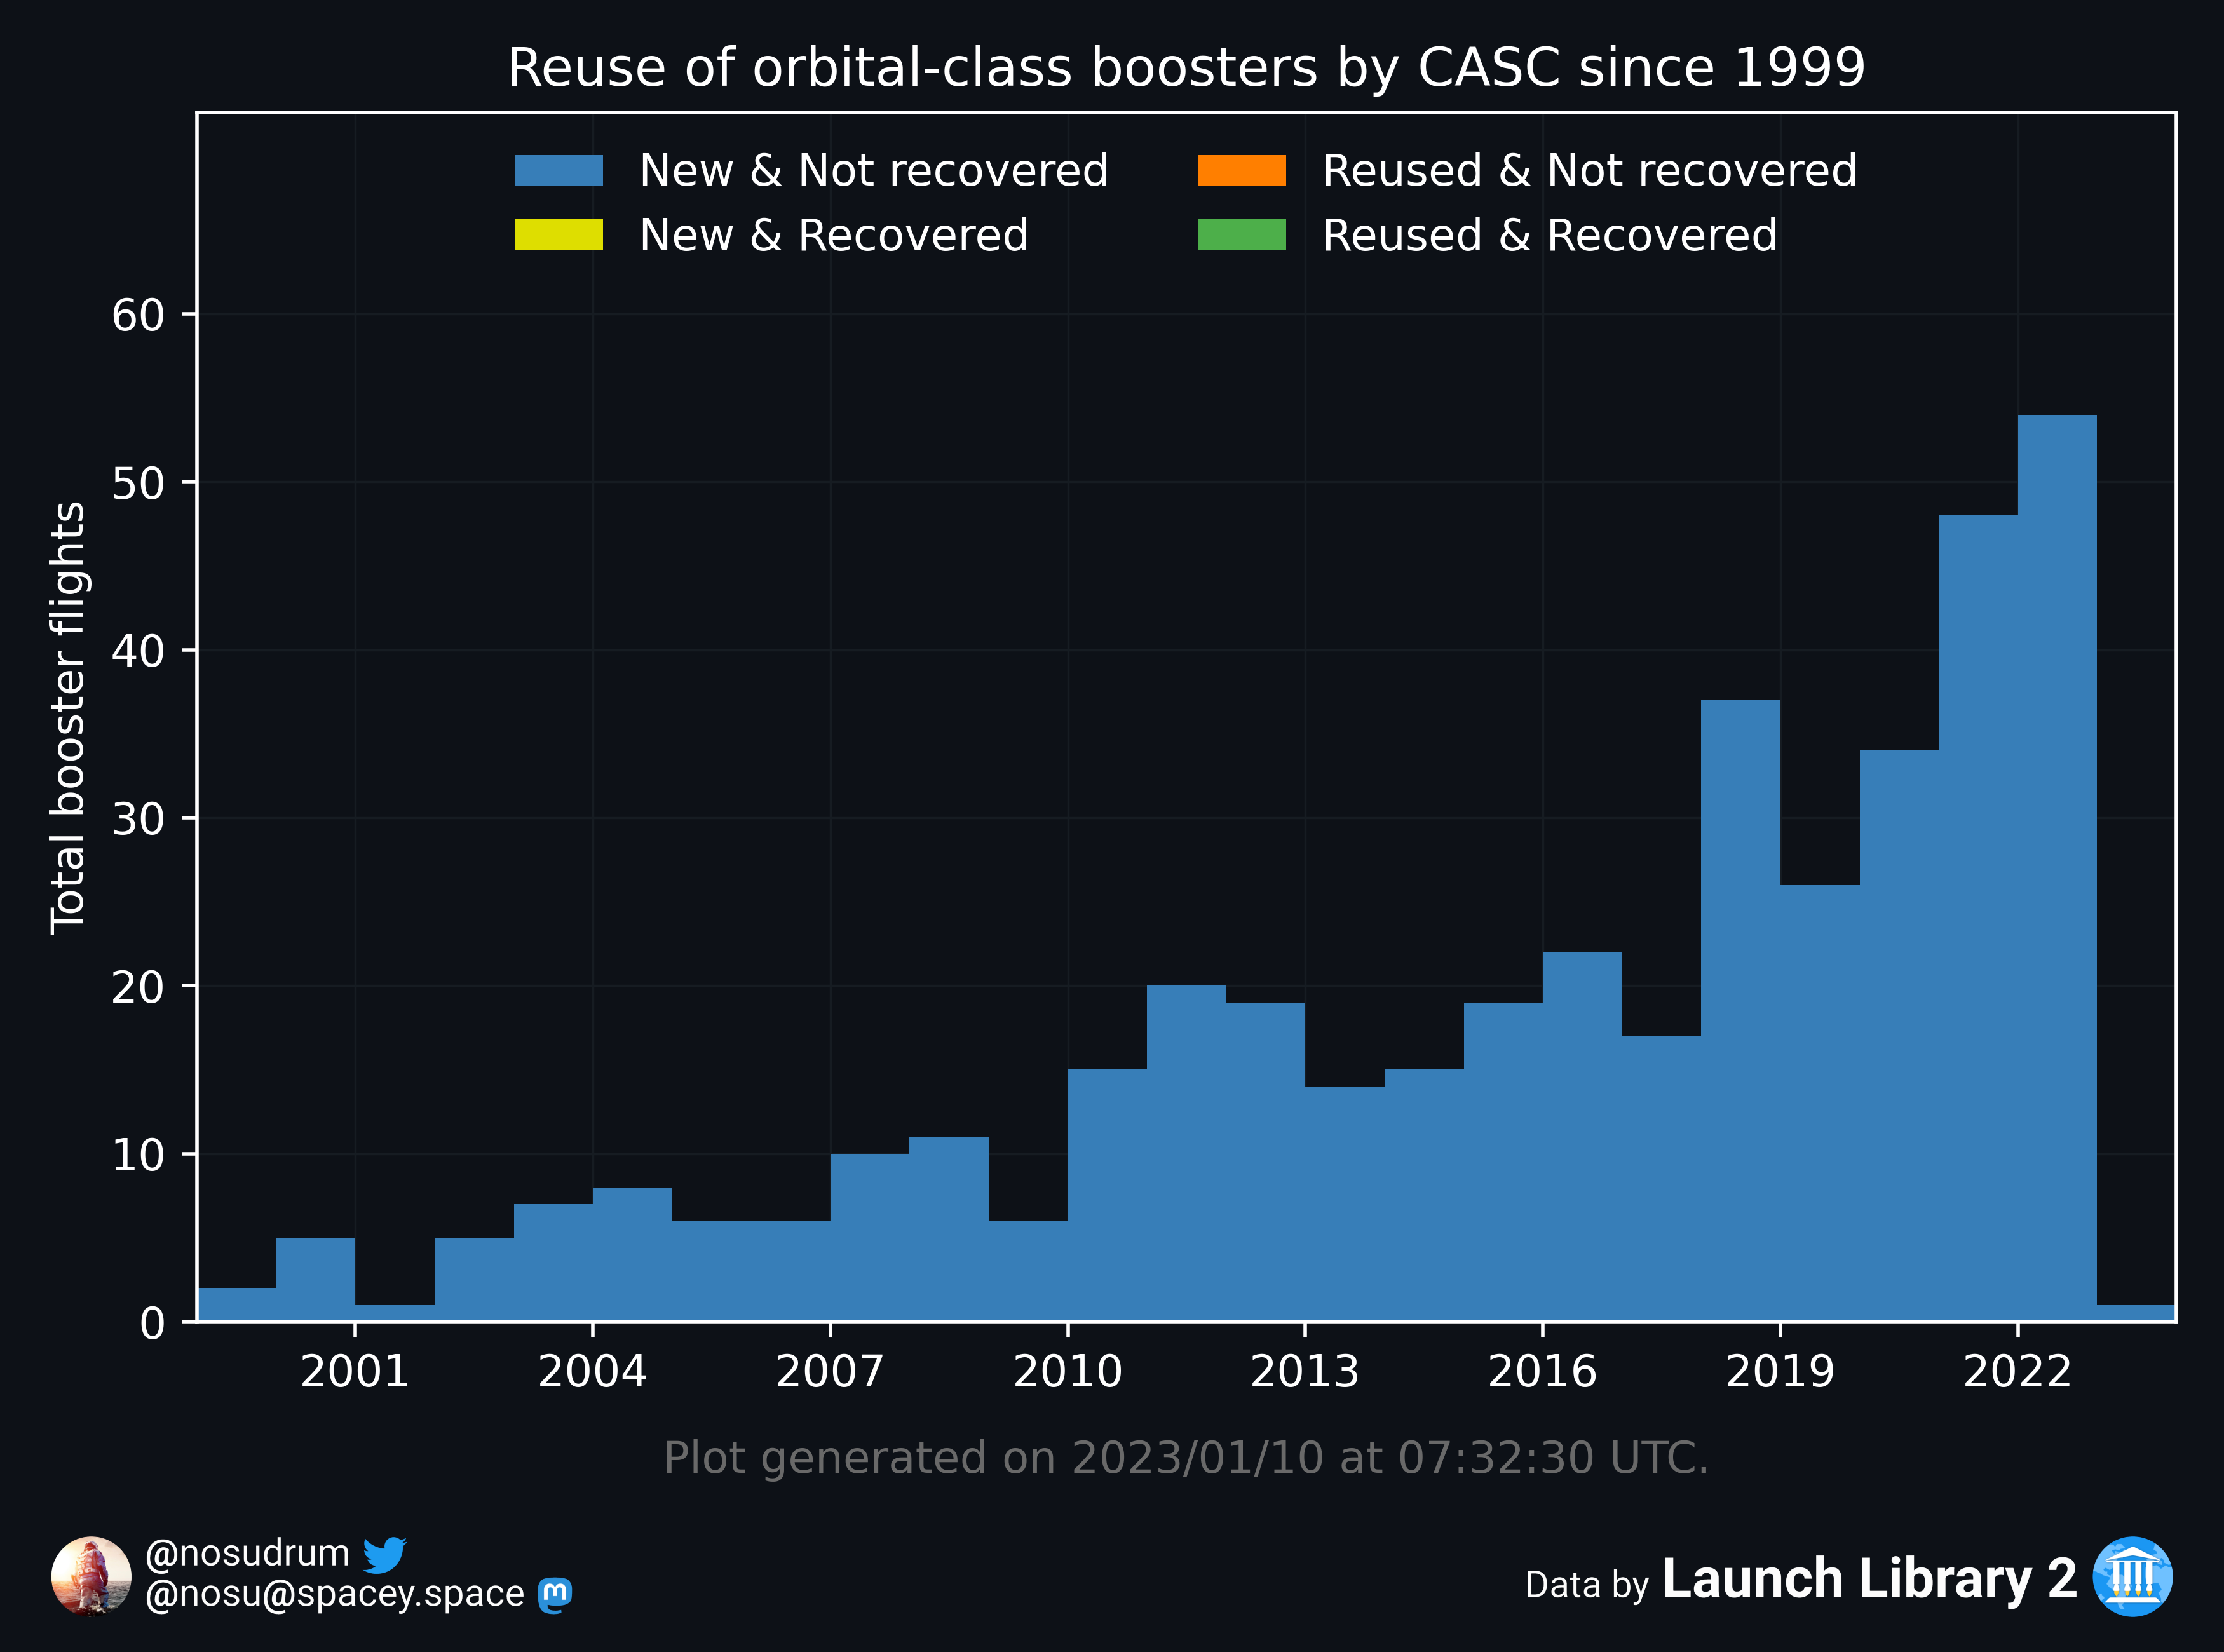 Reuse of orbital-class boosters by CASC since 1999
New & Not recovered
New & Recovered
Reused & Not recovered
Reused & Recovered
Total booster flights
60
50
40
30
20
10
0
2001 2004 2007 2010 2013 2016 2019 2022
Plot generated on 2023/01/10 at 07:32:30 UTC.
@nosudrum
@nosu@spacey.space
m
Data by Launch Library 2